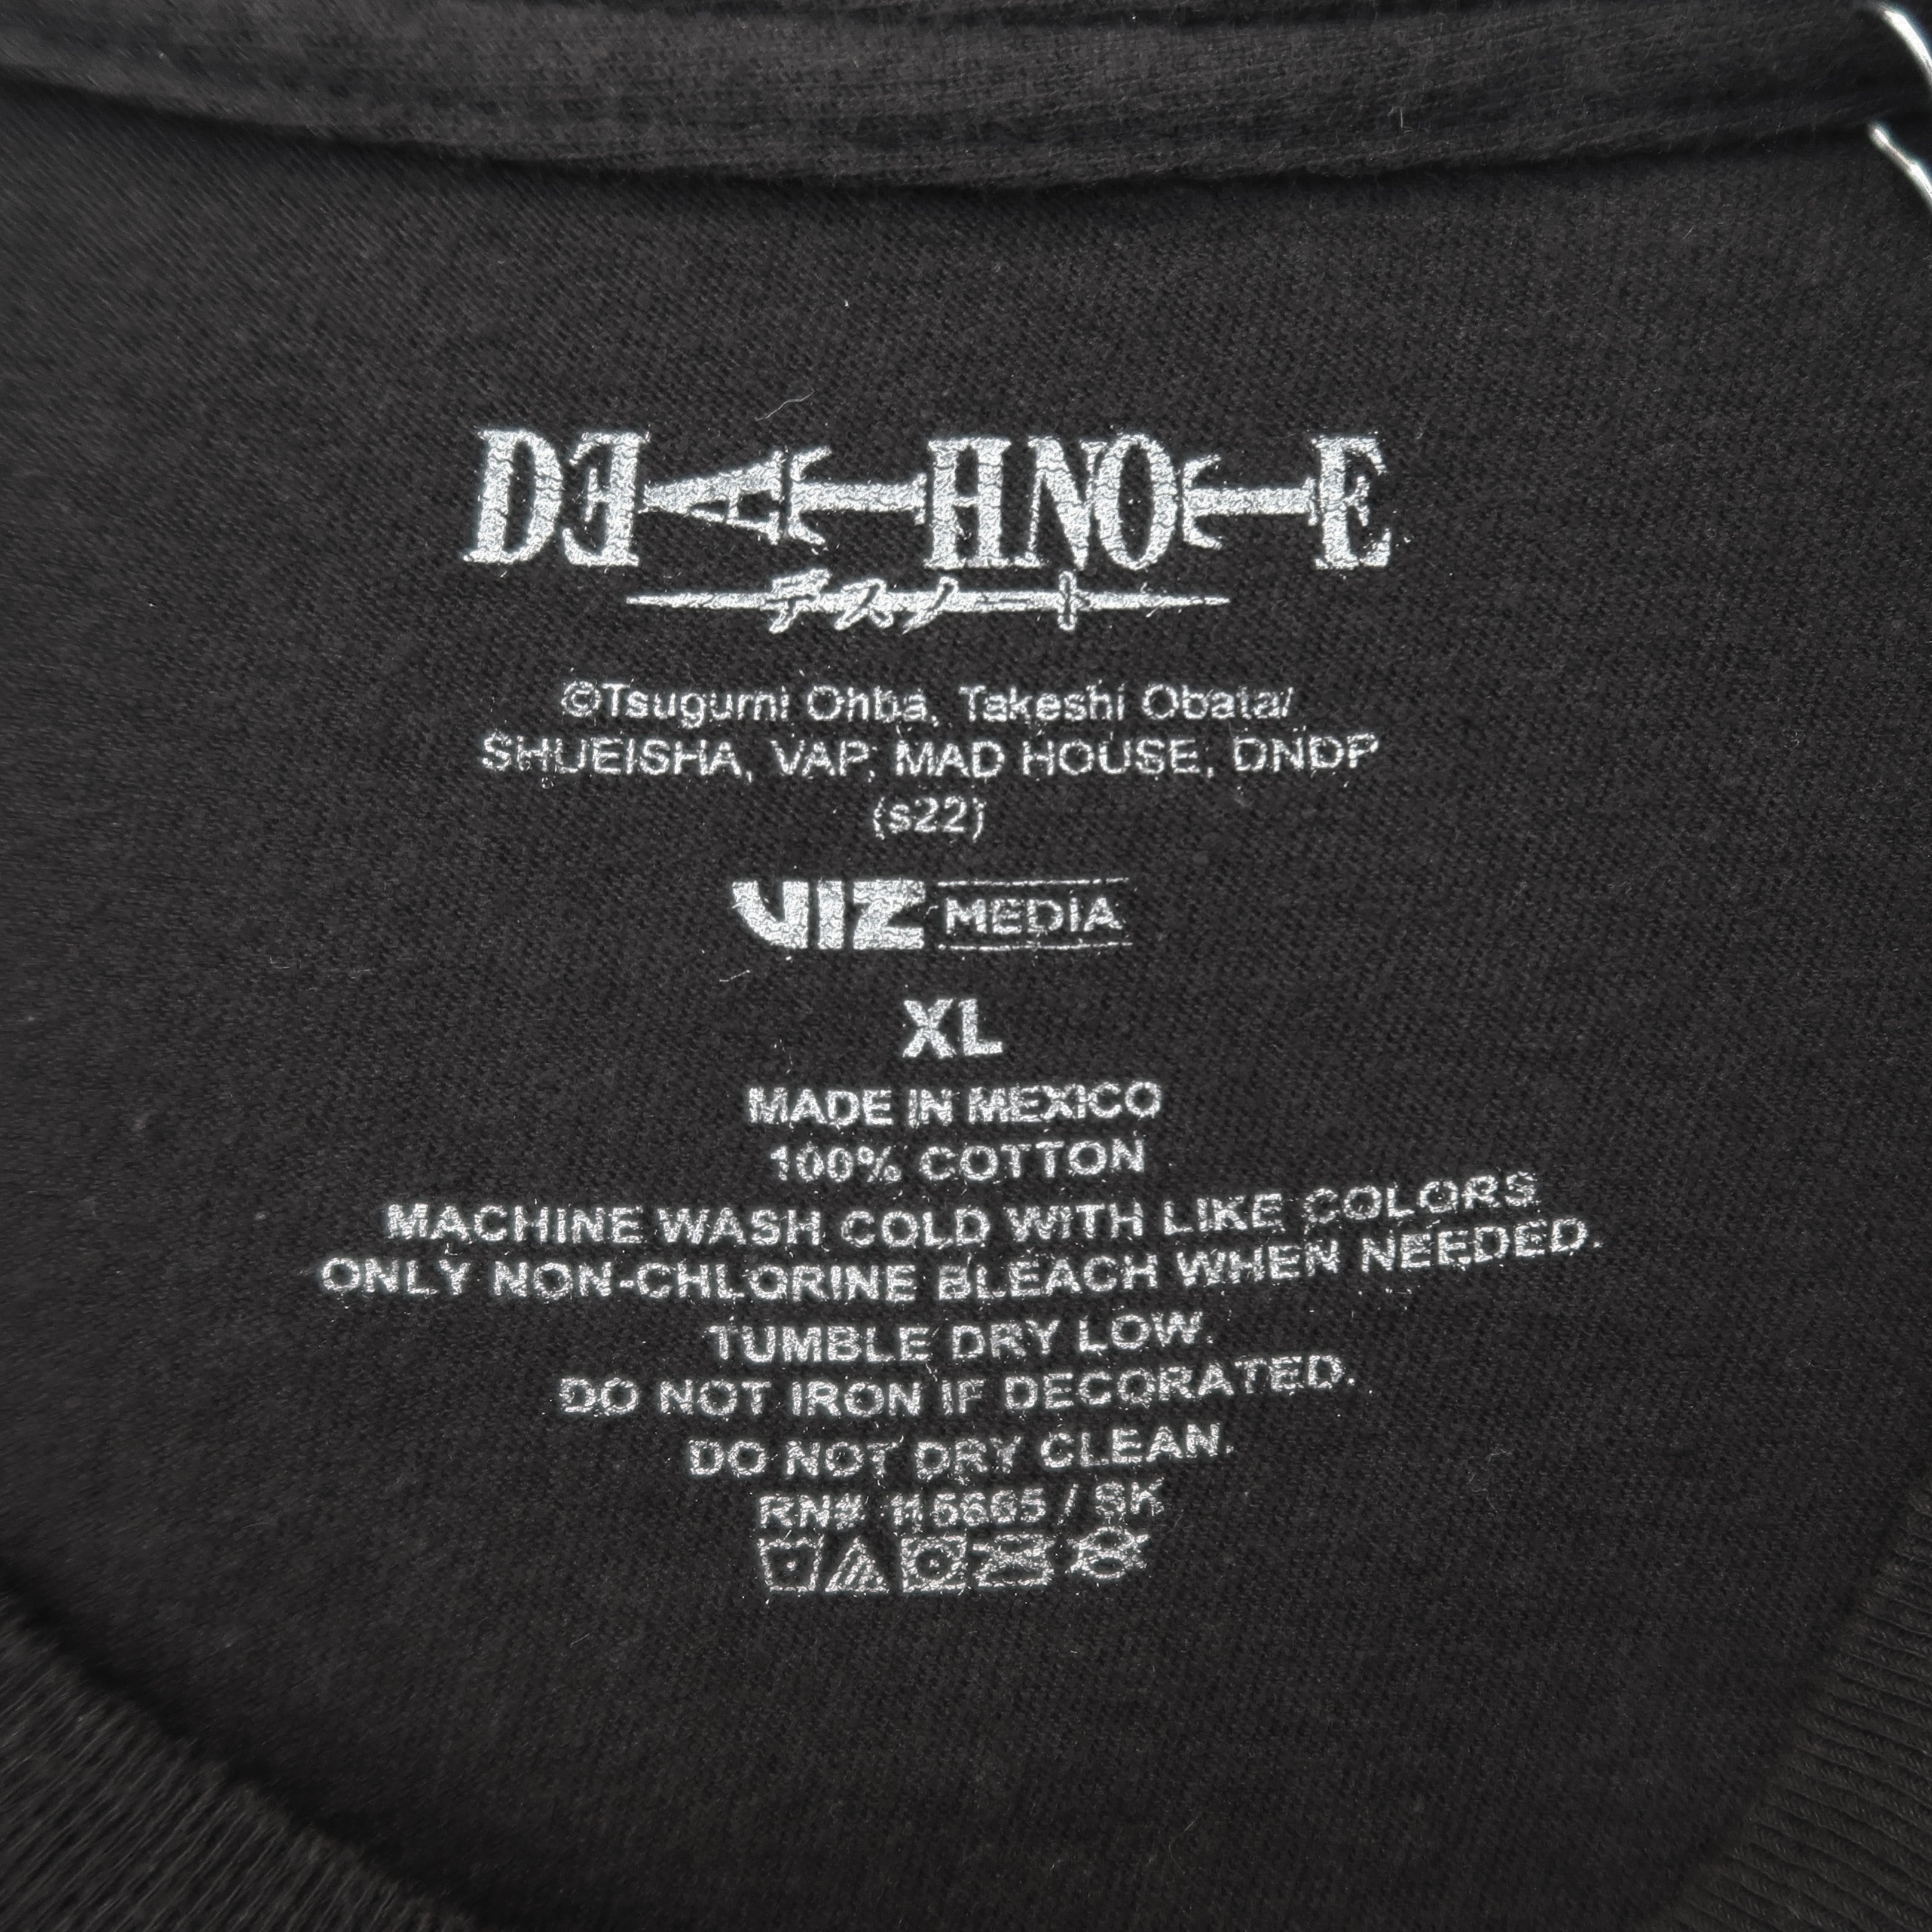 DEATH NOTE
デスノート
©Tsugumi Ohba, Takeshi Obata/
SHUEISHA, VAP, MAD HOUSE, DNDP
(s22)
VIZ MEDIA
XL
MADE IN MEXICO
100% COTTON
MACHINE WASH COLD WITH LIKE COLORS
ONLY NON-CHLORINE BLEACH WHEN NEEDED.
TUMBLE DRY LOW.
DO NOT IRON IF DECORATED.
DO NOT DRY CLEAN.
RN# / SK